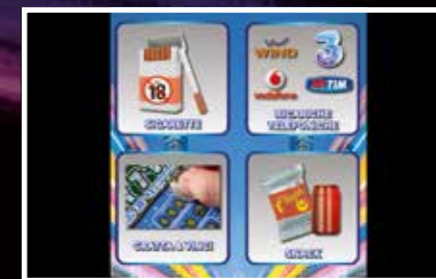 WIND 3
18
vodafone TIM
SIGARETTE
RICARICHE
TELEFONICHE
GRATTA & VINCI
SNACK